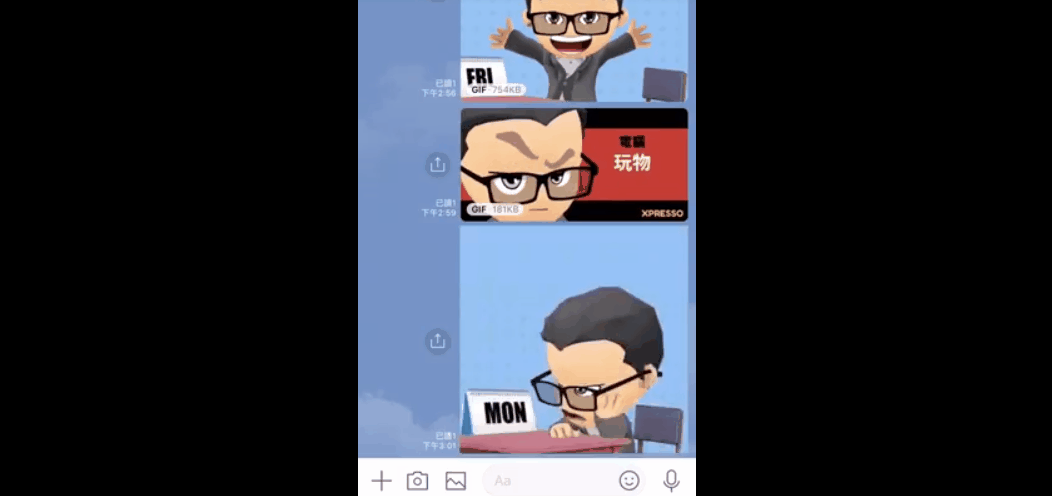 FRI
GIF 754KB
已讀1
下午2:56
電腦
玩物
GIF 181KB
XPRESSO
已讀1
下午2:59
MON
已讀1
下午3:01
Aa